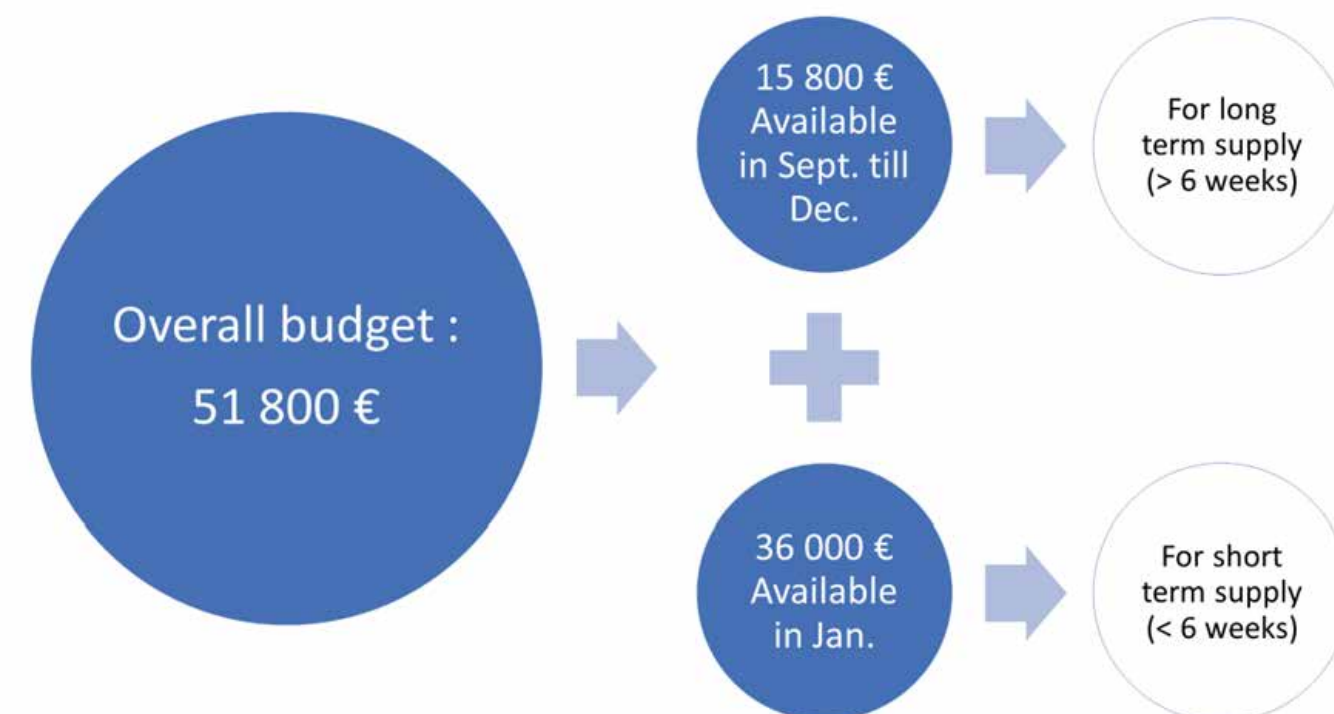 Overall budget :
51 800 €
15 800 €
Available
in Sept. till
Dec.
For long
term supply
(> 6 weeks)
36 000 €
Available
in Jan.
For short
term supply
(< 6 weeks)